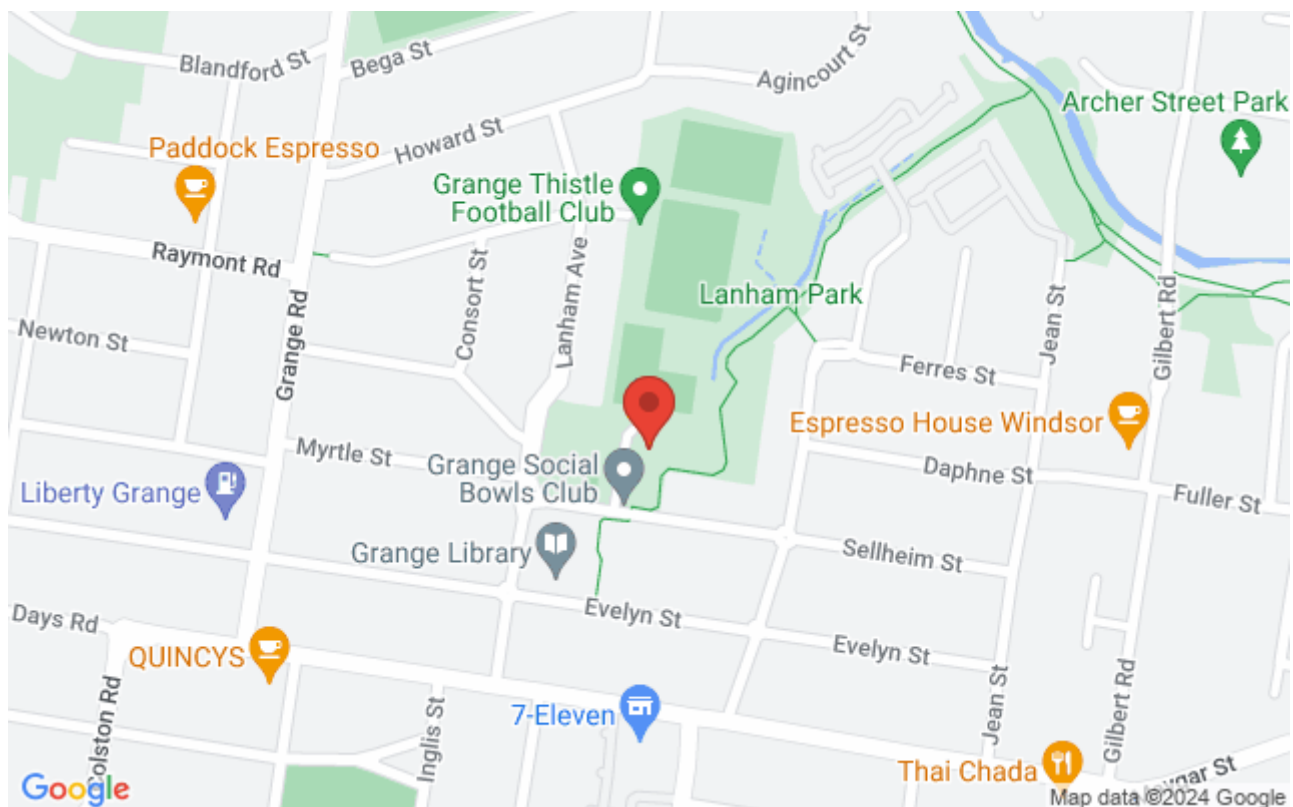 Blandford St
Bega St
Agincourt St
Archer Street Park
Paddock Espresso
Howard St
Grange Thistle
Football Club
Raymont Rd
Consort St
Lanham Ave
Lanham Park
Jean St
Gilbert Rd
Newton St
Grange Rd
Ferres St
Espresso House Windsor
Myrtle St
Grange Social
Bowls Club
Daphne St
Liberty Grange
Fuller St
Grange Library
Sellheim St
Days Rd
Evelyn St
Evelyn St
QUINCYS
Jean St
Gilbert Rd
7-Eleven
Inglis St
Thai Chada
Google
Map data ©2024 Google